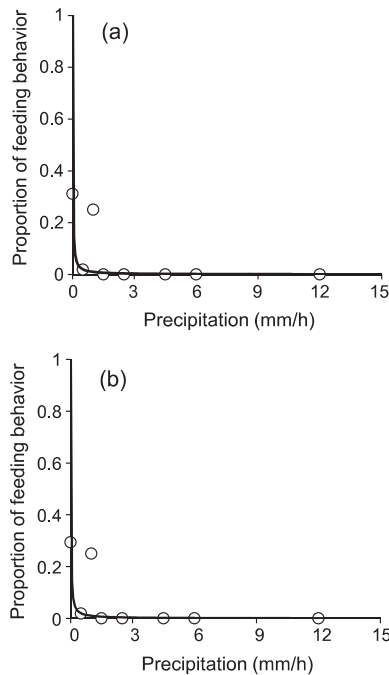 (a)
Proportion of feeding behavior
1
0.8
0.6
0.4
0.2
0
0 3 6 9 12 15
Precipitation (mm/h)
(b)
Proportion of feeding behavior
1
0.8
0.6
0.4
0.2
0
0 3 6 9 12 15
Precipitation (mm/h)